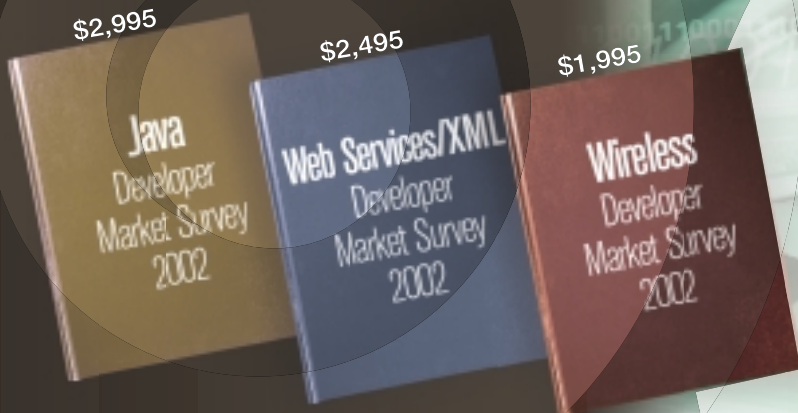 $2,995
Java
Developer
Market Survey
2002
$2,495
Web Services/XML
Developer
Market Survey
2002
$1,995
Wireless
Developer
Market Survey
2002